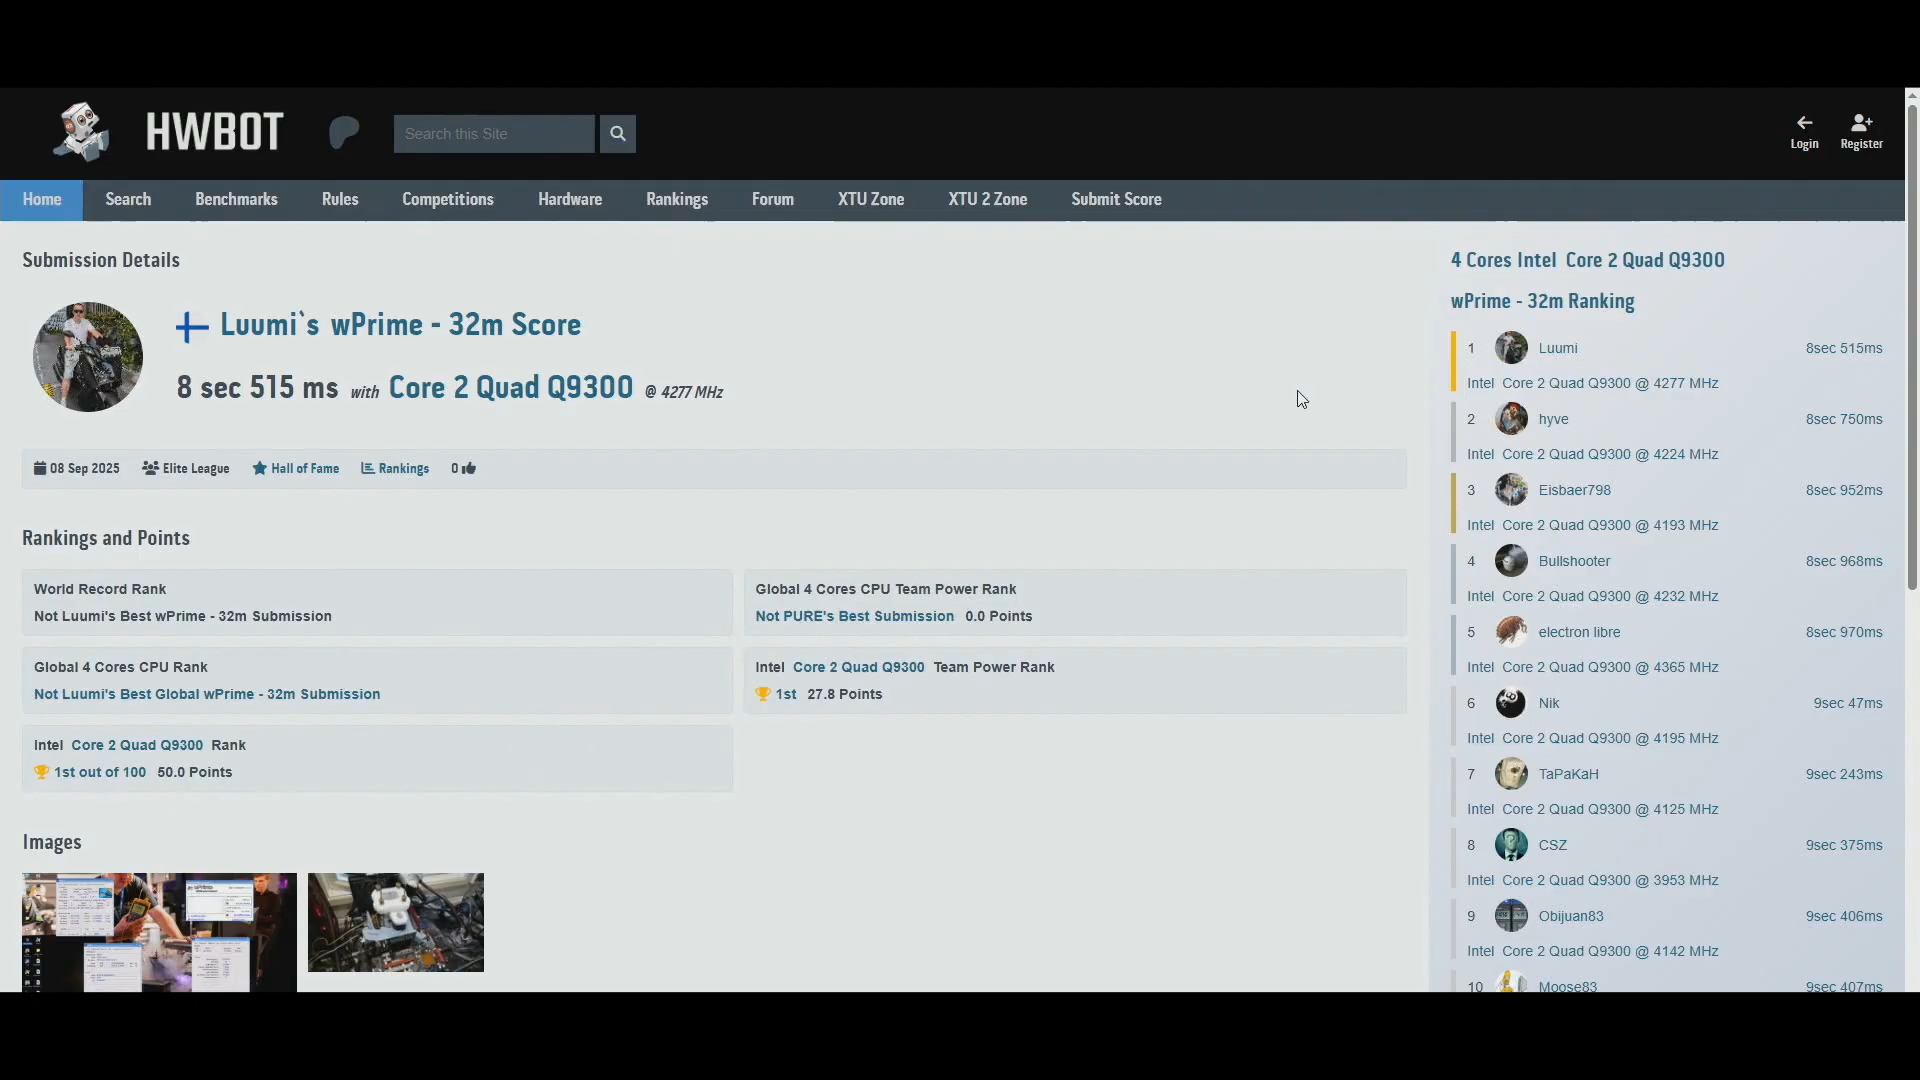 HWBOT
Search this Site
Login
Register
Home
Search
Benchmarks
Rules
Competitions
Hardware
Rankings
Forum
XTU Zone
XTU 2 Zone
Submit Score
Submission Details
Luumi`s wPrime - 32m Score
8 sec 515 ms with Core 2 Quad Q9300 @ 4277 MHz
08 Sep 2025
Elite League
Hall of Fame
Rankings
0
Rankings and Points
World Record Rank
Not Luumi's Best wPrime - 32m Submission
Global 4 Cores CPU Team Power Rank
Not PURE's Best Submission 0.0 Points
Global 4 Cores CPU Rank
Not Luumi's Best Global wPrime - 32m Submission
Intel Core 2 Quad Q9300 Team Power Rank
1st 27.8 Points
Intel Core 2 Quad Q9300 Rank
1st out of 100 50.0 Points
Images
4 Cores Intel Core 2 Quad Q9300
wPrime - 32m Ranking
1 Luumi 8sec 515ms
Intel Core 2 Quad Q9300 @ 4277 MHz
2 hyve 8sec 750ms
Intel Core 2 Quad Q9300 @ 4224 MHz
3 Eisbaer798 8sec 952ms
Intel Core 2 Quad Q9300 @ 4193 MHz
4 Bullshooter 8sec 968ms
Intel Core 2 Quad Q9300 @ 4232 MHz
5 electron libre 8sec 970ms
Intel Core 2 Quad Q9300 @ 4365 MHz
6 Nik 9sec 47ms
Intel Core 2 Quad Q9300 @ 4195 MHz
7 TaPaKaH 9sec 243ms
Intel Core 2 Quad Q9300 @ 4125 MHz
8 CSZ 9sec 375ms
Intel Core 2 Quad Q9300 @ 3953 MHz
9 Obijuan83 9sec 406ms
Intel Core 2 Quad Q9300 @ 4142 MHz
10 Moose83 9sec 407ms